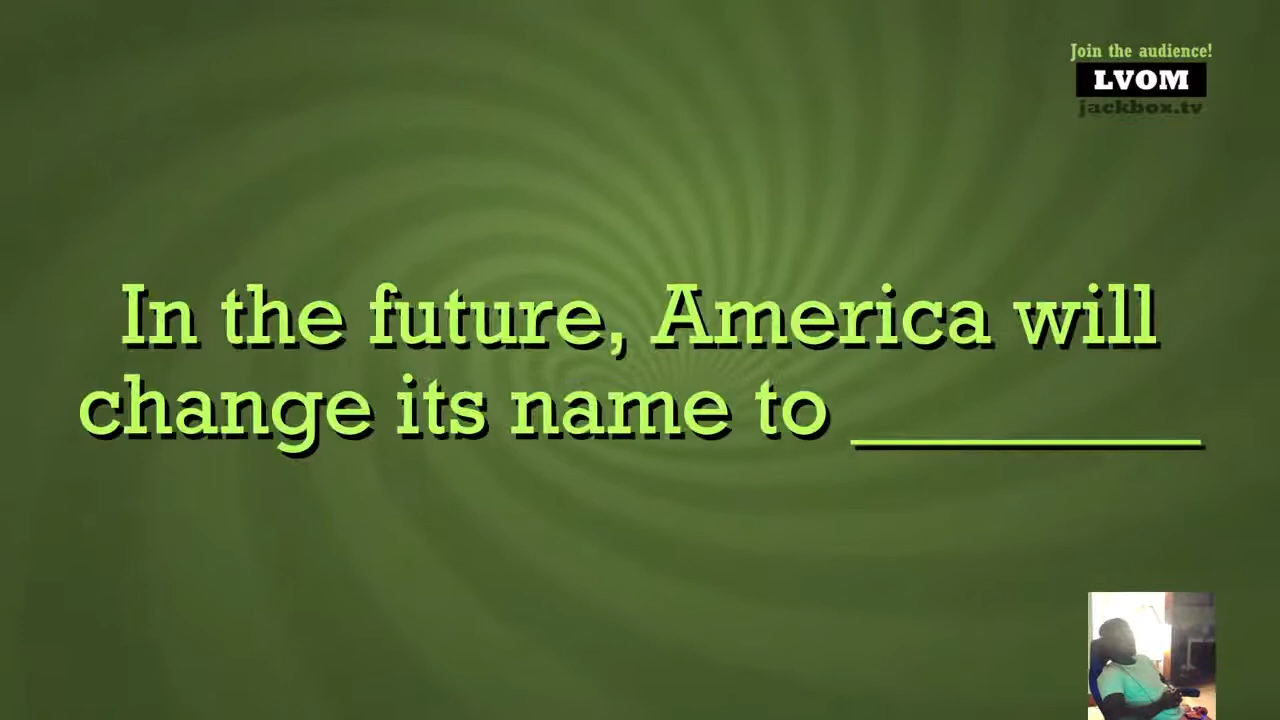 Join the audience!
LVOM
jackbox.tv
In the future, America will
change its name to __________